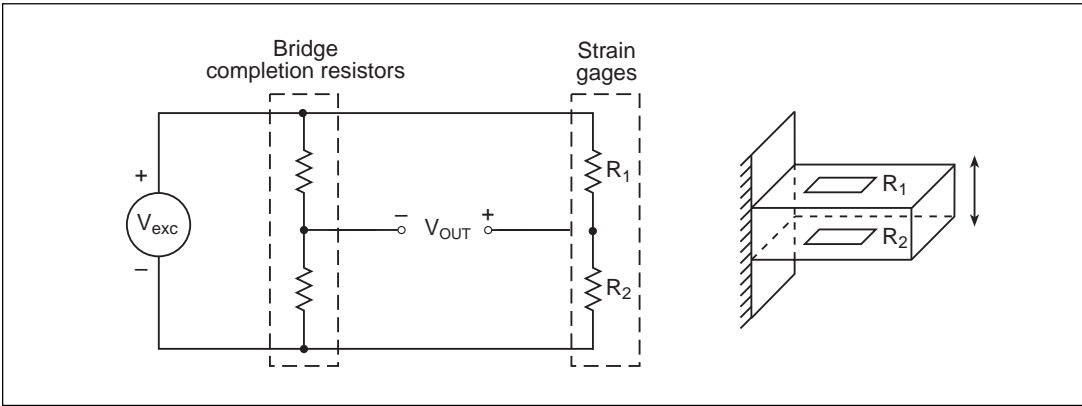 Bridge
completion resistors
Strain
gages
+
V_exc
−
− V_OUT +
R_1
R_2
R_1
R_2